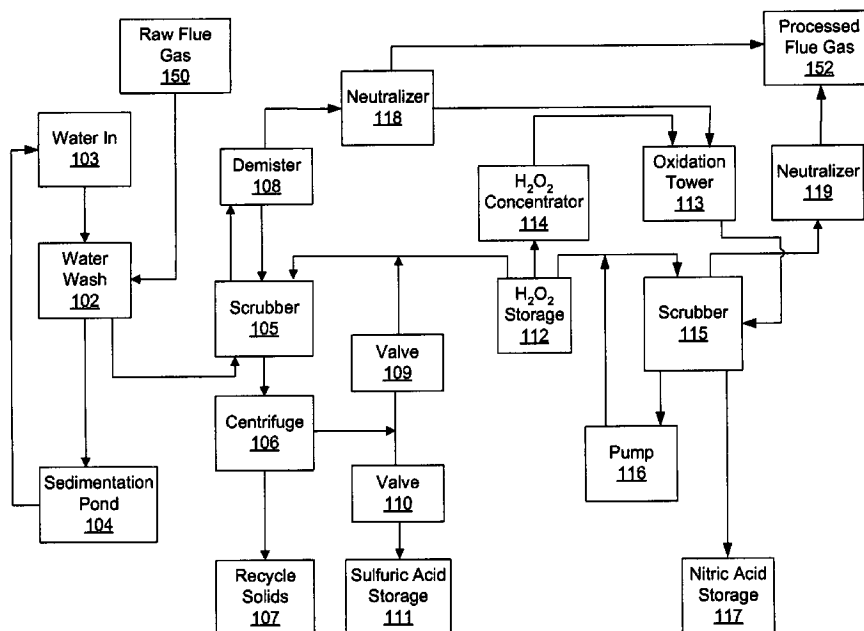 Raw Flue
Gas
150
Processed
Flue Gas
152
Neutralizer
118
Water In
103
Demister
108
H₂O₂
Concentrator
114
Oxidation
Tower
113
Neutralizer
119
Water
Wash
102
Scrubber
105
H₂O₂
Storage
112
Scrubber
115
Valve
109
Centrifuge
106
Pump
116
Sedimentation
Pond
104
Valve
110
Recycle
Solids
107
Sulfuric Acid
Storage
111
Nitric Acid
Storage
117